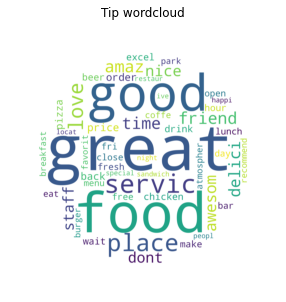 Tip wordcloud
excel
park
amaz
nice
beer
order
restaur
love
good
open
hour
happi
pizza
coffe
friend
price
time
drink
lunch
great
locat
breakfast
favorit
fri
close
fresh
night
day
live
atmospher
delici
recommend
back
servic
special
sandwich
menu
eat
staff
food
free
chicken
awesom
bar
burger
wait
place
make
peopl
dont